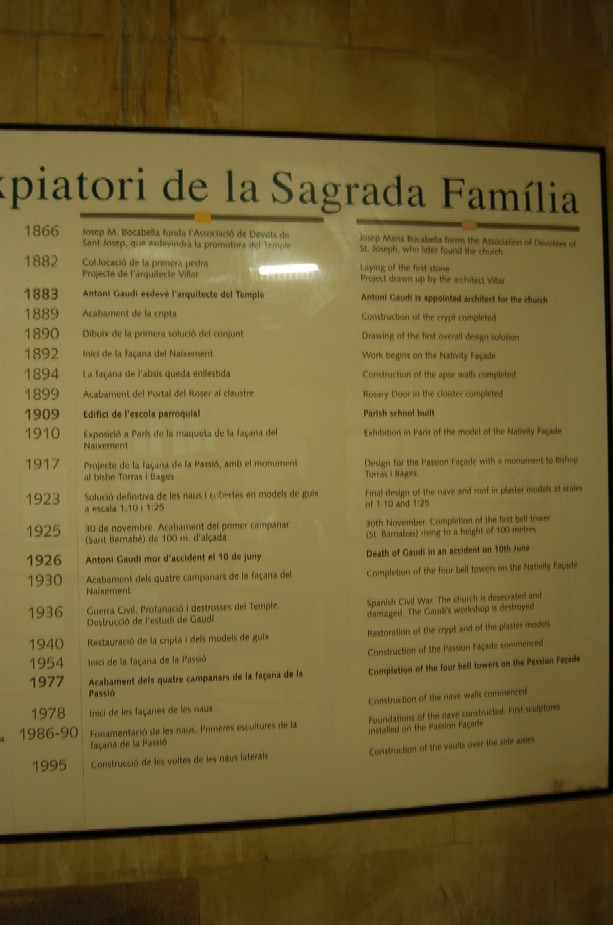 xpiatori de la Sagrada Família
1866 Josep M. Bocabella funda l'Associació de Devots de
Sant Josep, que esdevindrà la promotora del Temple
Josep Maria Bocabella forms the Association of Devotees of
St. Joseph, who later found the church
1882 Col.locació de la primera pedra.
Projecte de l'arquitecte Villar
Laying of the first stone
Project drawn up by the architect Villar
1883 Antoni Gaudí esdevé l'arquitecte del Temple
Antoni Gaudí is appointed architect for the church
1889 Acabament de la cripta
Construction of the crypt completed
1890 Dibuix de la primera solució del conjunt
Drawing of the first overall design solution
1892 Inici de la façana del Naixement
Work begins on the Nativity Façade
1894 La façana de l'absis queda enllestida
Construction of the apse walls completed
1899 Acabament del Portal del Roser al claustre
Rosary Door in the cloister completed
1909 Edifici de l'escola parroquial
Parish school built
1910 Exposició a París de la maqueta de la façana del
Naixement
Exhibition in Paris of the model of the Nativity Façade
1917 Projecte de la façana de la Passió, amb el monument
al bisbe Torras i Bages
Design for the Passion Façade with a monument to Bishop
Torras i Bages
1923 Solució definitiva de les naus i cobertes en models de guix
a escala 1:10 i 1:25
Final design of the nave and roof in plaster models at scales
of 1:10 and 1:25
1925 30 de novembre. Acabament del primer campanar
(Sant Bernabé) de 100 m. d'alçada
30th November. Completion of the first bell tower
(St. Barnabas) rising to a height of 100 metres
1926 Antoni Gaudí mor d'accident el 10 de juny
Death of Gaudí in an accident on 10th June
1930 Acabament dels quatre campanars de la façana del
Naixement
Completion of the four bell towers on the Nativity Façade
1936 Guerra Civil. Profanació i destrosses del Temple.
Destrucció de l'estudi de Gaudí
Spanish Civil War. The church is desecrated and
damaged. The Gaudí's workshop is destroyed
1940 Restauració de la cripta i dels models de guix
Restoration of the crypt and of the plaster models
1954 Inici de la façana de la Passió
Construction of the Passion Façade commenced
1977 Acabament dels quatre campanars de la façana de la
Passió
Completion of the four bell towers on the Passion Façade
1978 Inici de les façanes de les naus
Construction of the nave walls commenced
1986-90 Fonamentació de les naus. Primeres escultures de la
façana de la Passió
Foundations of the nave constructed. First sculptures
installed on the Passion Façade
1995 Construcció de les voltes de les naus laterals
Construction of the vaults over the side aisles